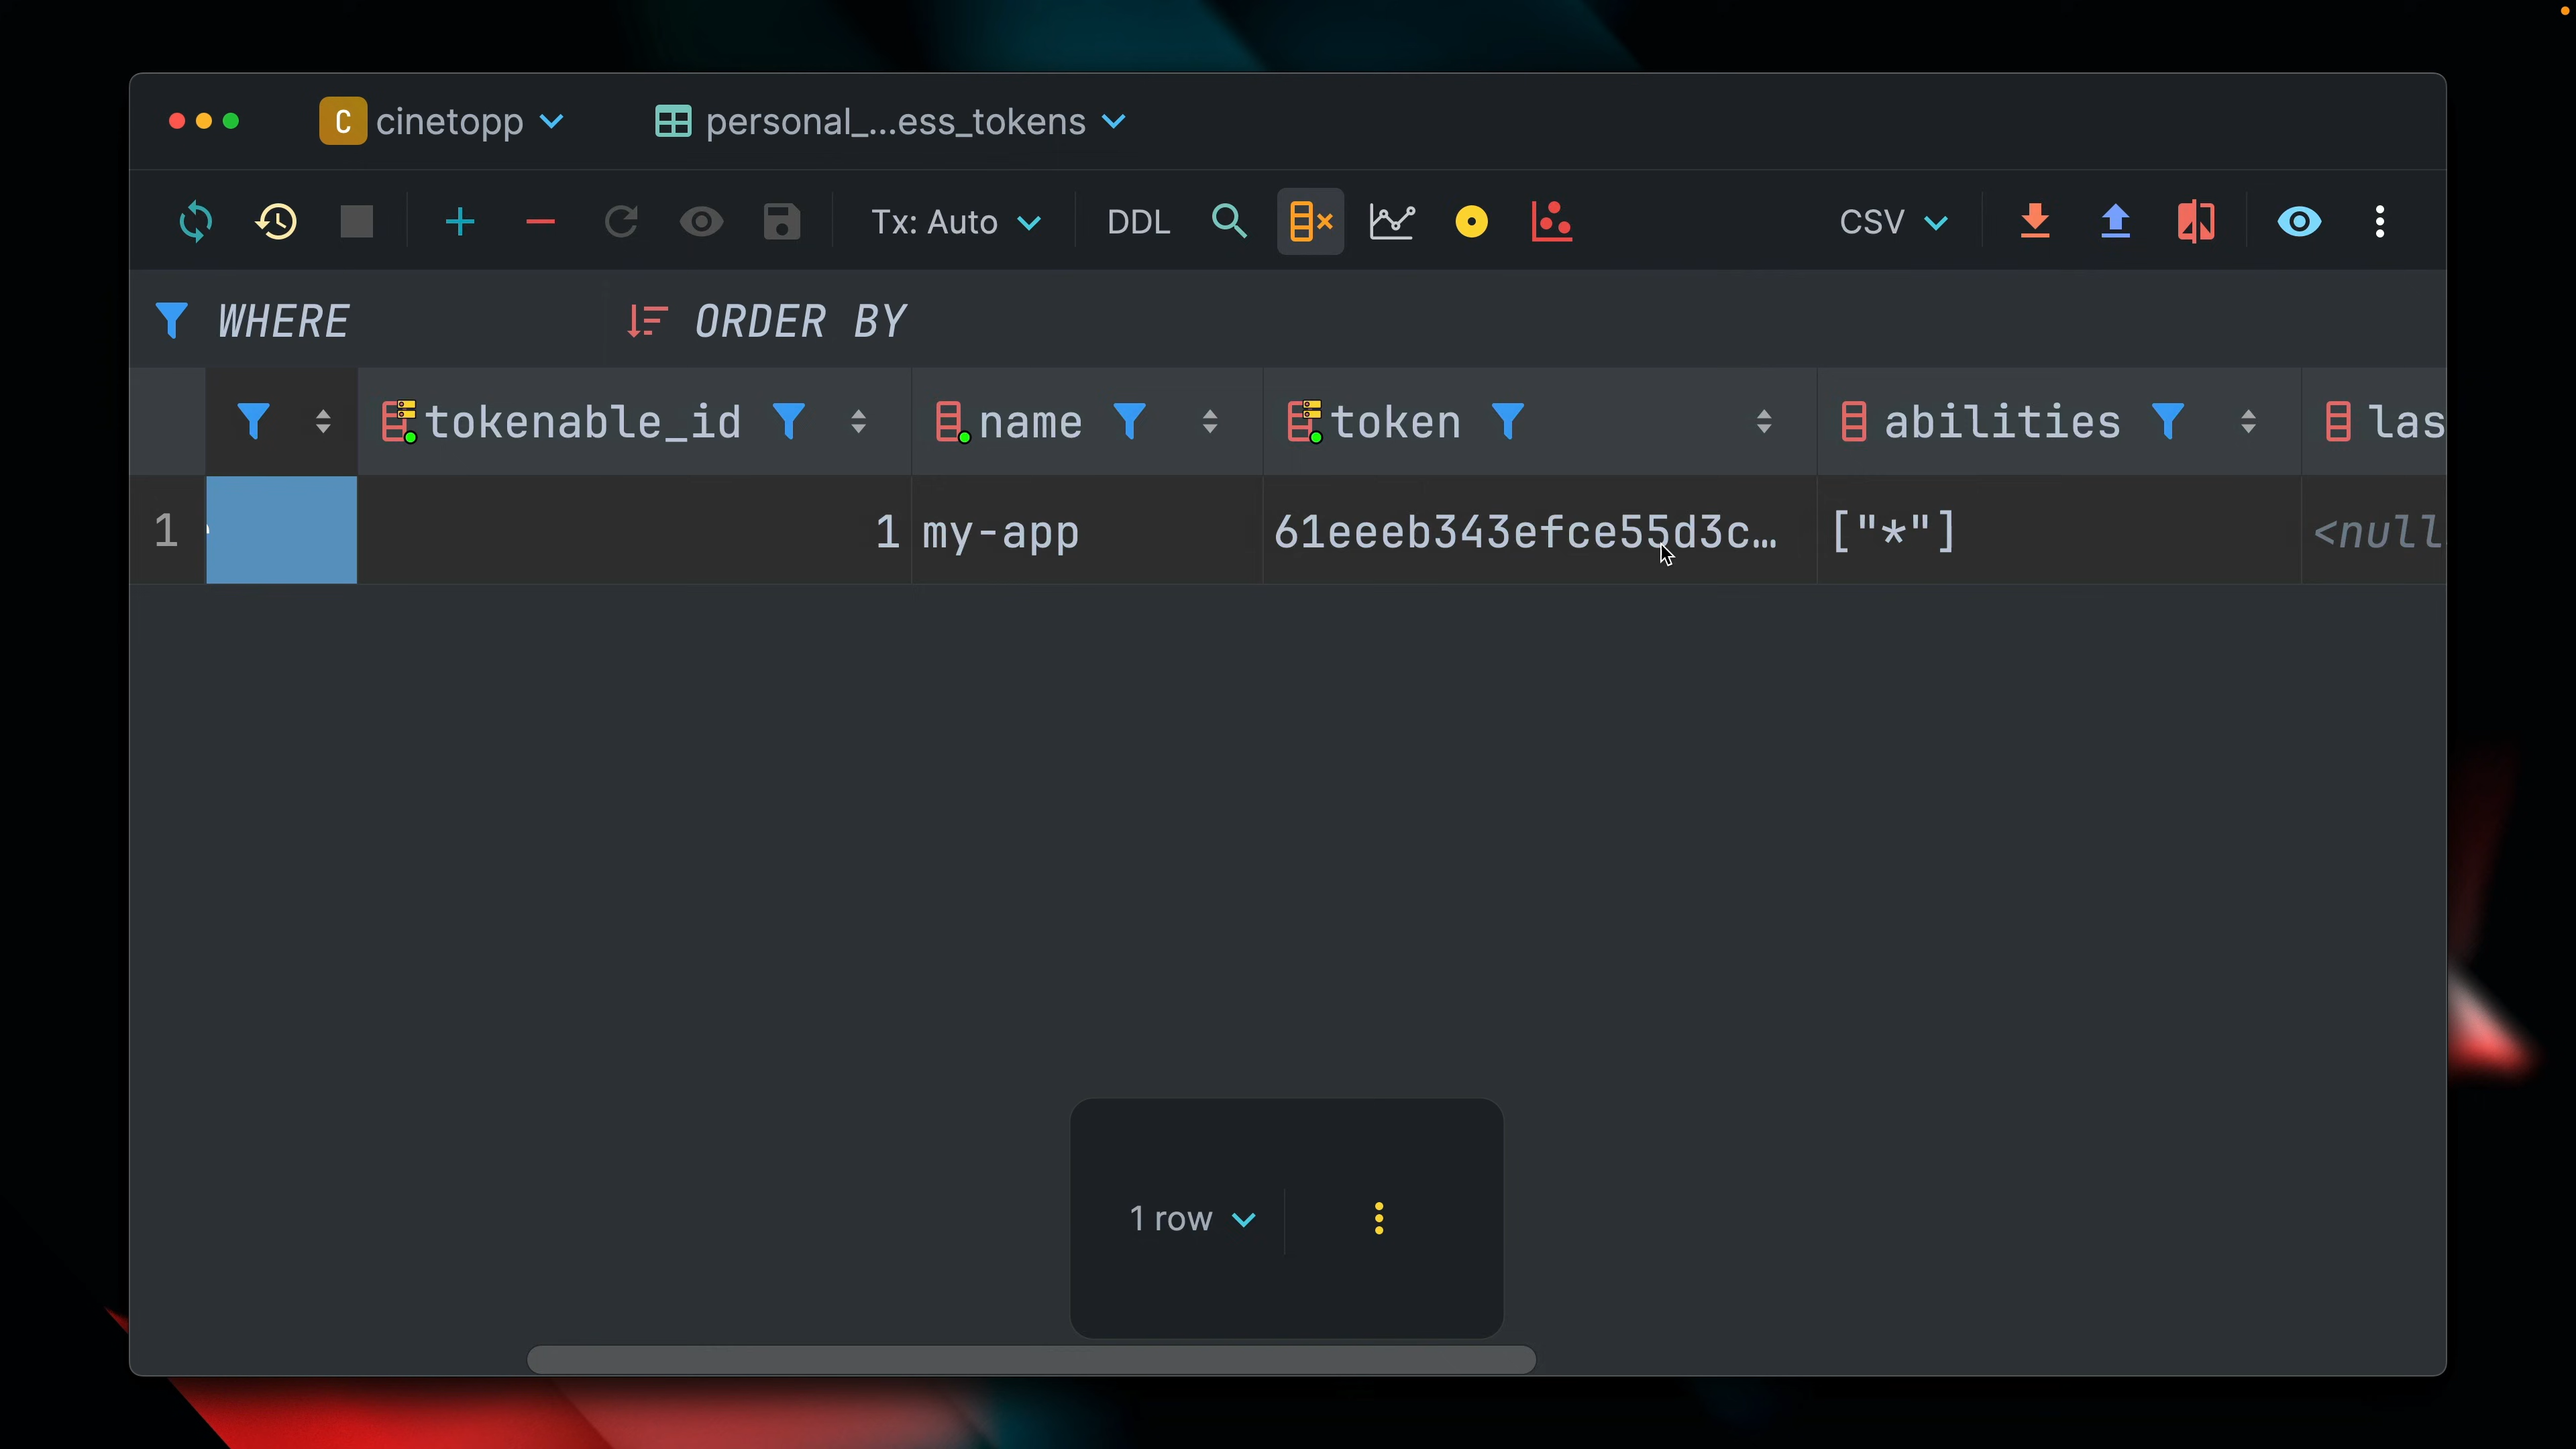 C cinetopp personal_...ess_tokens
Tx: Auto DDL CSV
WHERE ORDER BY
tokenable_id name token abilities las
1 1 my-app 61eeeb343efce55d3c… ["*"] <null
1 row